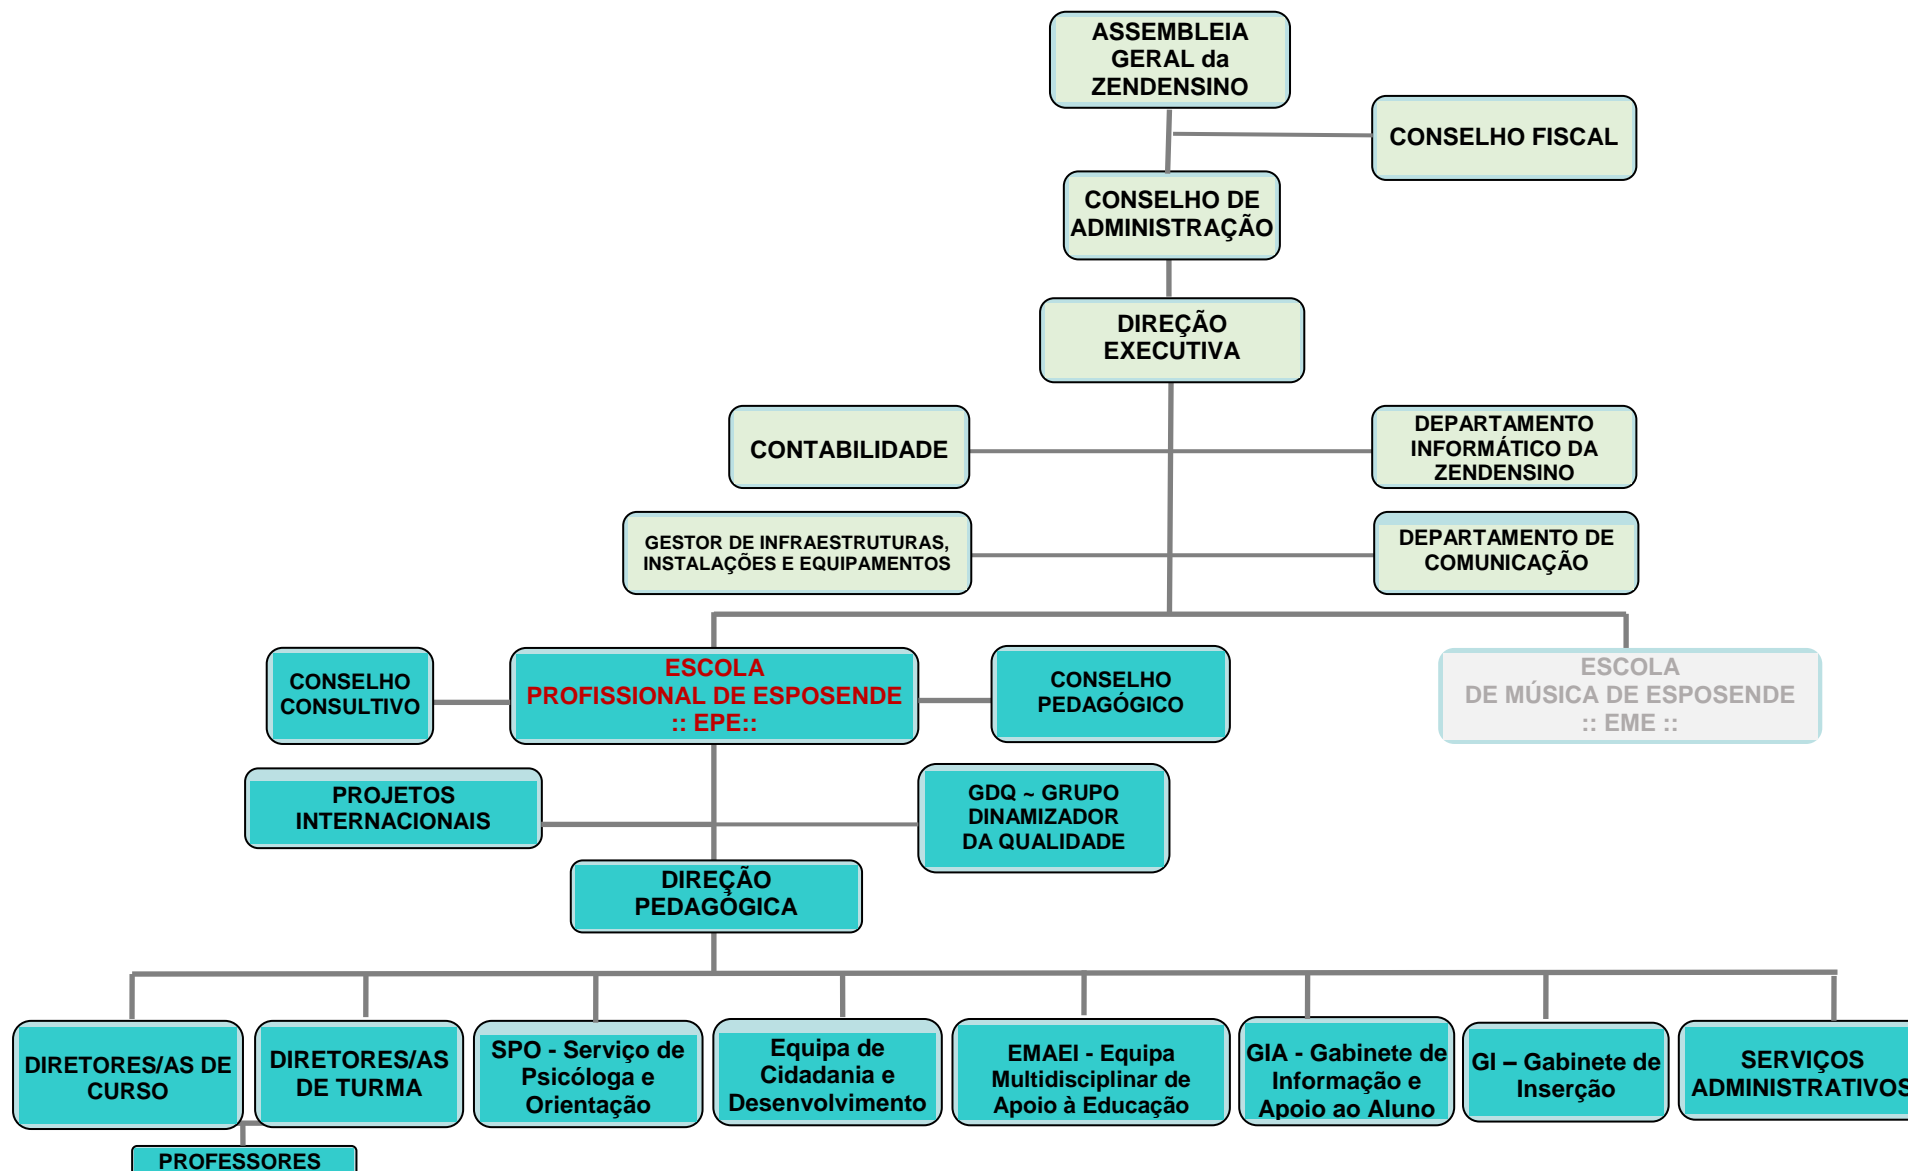 ASSEMBLEIA
GERAL da
ZENDENSINO
CONSELHO FISCAL
CONSELHO DE
ADMINISTRAÇÃO
DIREÇÃO
EXECUTIVA
CONTABILIDADE
DEPARTAMENTO
INFORMÁTICO DA
ZENDENSINO
GESTOR DE INFRAESTRUTURAS,
INSTALAÇÕES E EQUIPAMENTOS
DEPARTAMENTO DE
COMUNICAÇÃO
CONSELHO
CONSULTIVO
ESCOLA
PROFISSIONAL DE ESPOSENDE
:: EPE::
CONSELHO
PEDAGÓGICO
ESCOLA
DE MÚSICA DE ESPOSENDE
:: EME ::
PROJETOS
INTERNACIONAIS
GDQ ~ GRUPO
DINAMIZADOR
DA QUALIDADE
DIREÇÃO
PEDAGÓGICA
DIRETORES/AS DE
CURSO
DIRETORES/AS
DE TURMA
SPO - Serviço de
Psicóloga e
Orientação
Equipa de
Cidadania e
Desenvolvimento
EMAEI - Equipa
Multidisciplinar de
Apoio à Educação
GIA - Gabinete de
Informação e
Apoio ao Aluno
GI – Gabinete de
Inserção
SERVIÇOS
ADMINISTRATIVOS
PROFESSORES